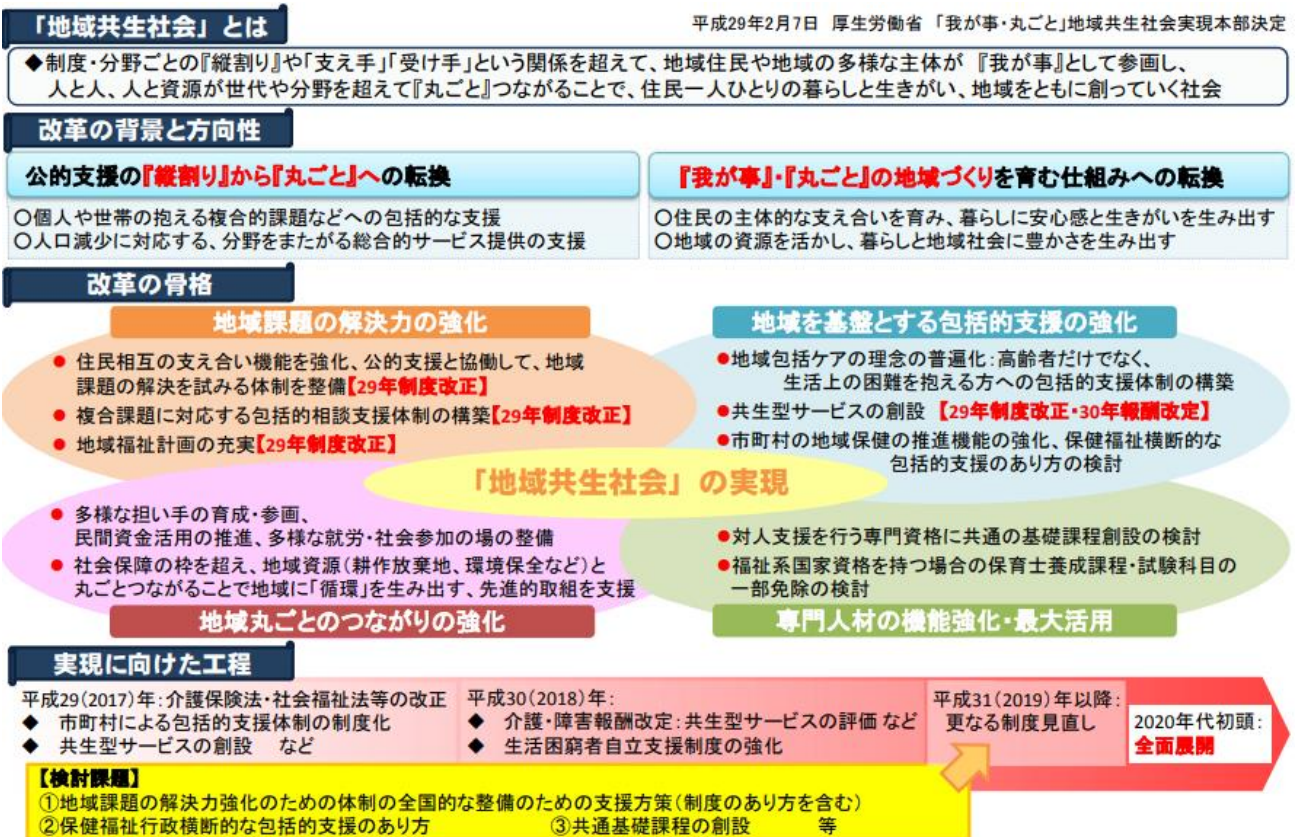 「地域共生社会」とは
平成29年2月7日 厚生労働省 「我が事・丸ごと」地域共生社会実現本部決定
◆制度・分野ごとの『縦割り』や「支え手」「受け手」という関係を超えて、地域住民や地域の多様な主体が 『我が事』として参画し、
人と人、人と資源が世代や分野を超えて『丸ごと』つながることで、住民一人ひとりの暮らしと生きがい、地域をともに創っていく社会
改革の背景と方向性
公的支援の『縦割り』から『丸ごと』への転換
○個人や世帯の抱える複合的課題などへの包括的な支援
○人口減少に対応する、分野をまたがる総合的サービス提供の支援
『我が事』・『丸ごと』の地域づくりを育む仕組みへの転換
○住民の主体的な支え合いを育み、暮らしに安心感と生きがいを生み出す
○地域の資源を活かし、暮らしと地域社会に豊かさを生み出す
改革の骨格
地域課題の解決力の強化
● 住民相互の支え合い機能を強化、公的支援と協働して、地域
課題の解決を試みる体制を整備【29年制度改正】
● 複合課題に対応する包括的相談支援体制の構築【29年制度改正】
● 地域福祉計画の充実【29年制度改正】
地域を基盤とする包括的支援の強化
●地域包括ケアの理念の普遍化:高齢者だけでなく、
生活上の困難を抱える方への包括的支援体制の構築
●共生型サービスの創設 【29年制度改正・30年報酬改定】
●市町村の地域保健の推進機能の強化、保健福祉横断的な
包括的支援のあり方の検討
「地域共生社会」の実現
● 多様な担い手の育成・参画、
民間資金活用の推進、多様な就労・社会参加の場の整備
● 社会保障の枠を超え、地域資源(耕作放棄地、環境保全など)と
丸ごとつながることで地域に「循環」を生み出す、先進的取組を支援
地域丸ごとのつながりの強化
●対人支援を行う専門資格に共通の基礎課程創設の検討
●福祉系国家資格を持つ場合の保育士養成課程・試験科目の
一部免除の検討
専門人材の機能強化・最大活用
実現に向けた工程
平成29(2017)年:介護保険法・社会福祉法等の改正
◆ 市町村による包括的支援体制の制度化
◆ 共生型サービスの創設 など
平成30(2018)年:
◆ 介護・障害報酬改定:共生型サービスの評価 など
◆ 生活困窮者自立支援制度の強化
平成31(2019)年以降:
更なる制度見直し
2020年代初頭:
全面展開
【検討課題】
①地域課題の解決力強化のための体制の全国的な整備のための支援方策(制度のあり方を含む)
②保健福祉行政横断的な包括的支援のあり方 ③共通基礎課程の創設 等